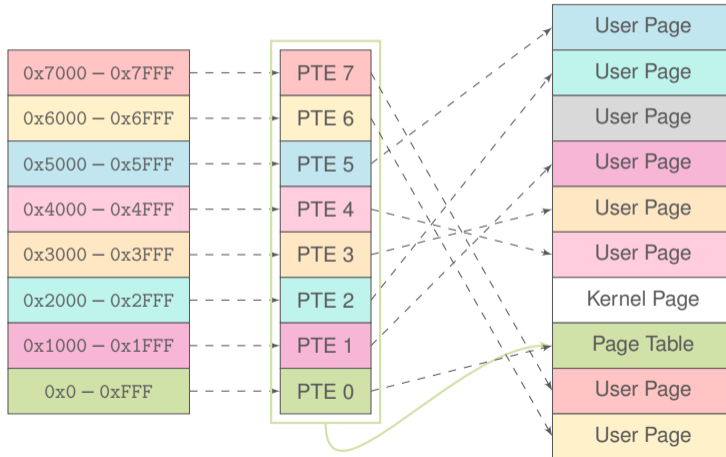 0x7000 – 0x7FFF
0x6000 – 0x6FFF
0x5000 – 0x5FFF
0x4000 – 0x4FFF
0x3000 – 0x3FFF
0x2000 – 0x2FFF
0x1000 – 0x1FFF
0x0 – 0xFFF
PTE 7
PTE 6
PTE 5
PTE 4
PTE 3
PTE 2
PTE 1
PTE 0
User Page
User Page
User Page
User Page
User Page
User Page
Kernel Page
Page Table
User Page
User Page